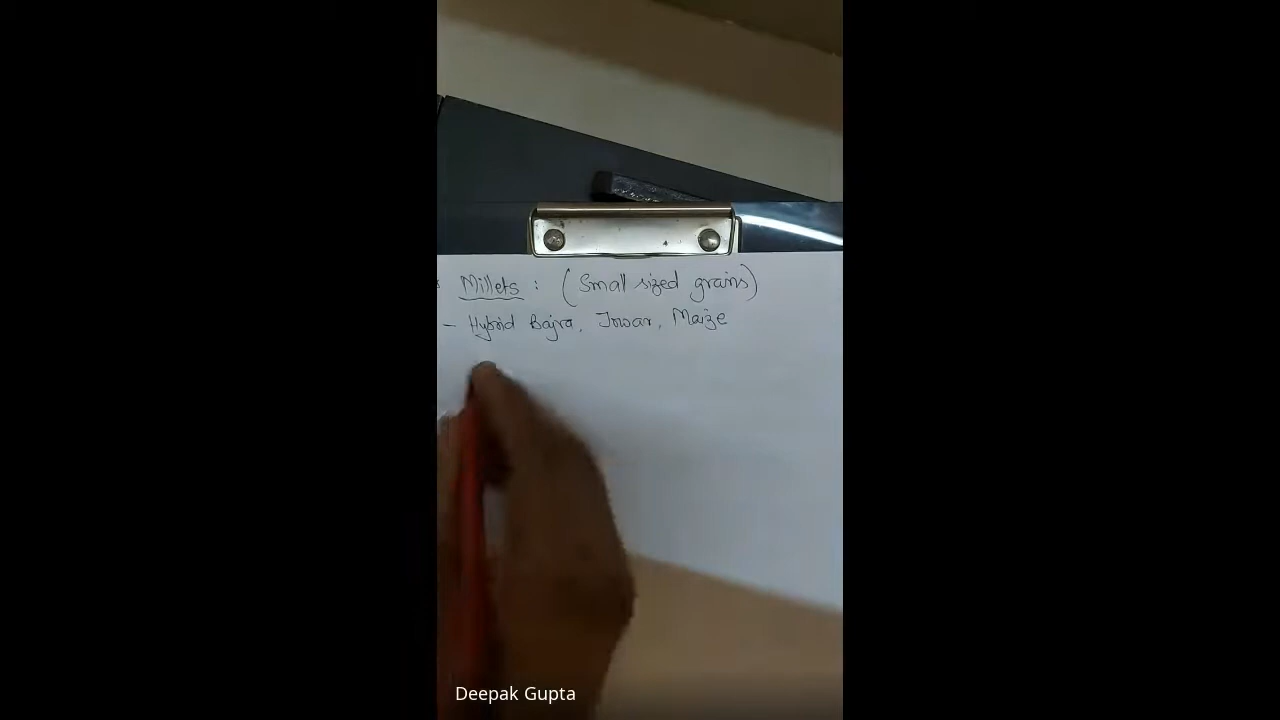 Millets : (Small sized grains)
- Hybrid Bajra, Jowar, Maize
Deepak Gupta